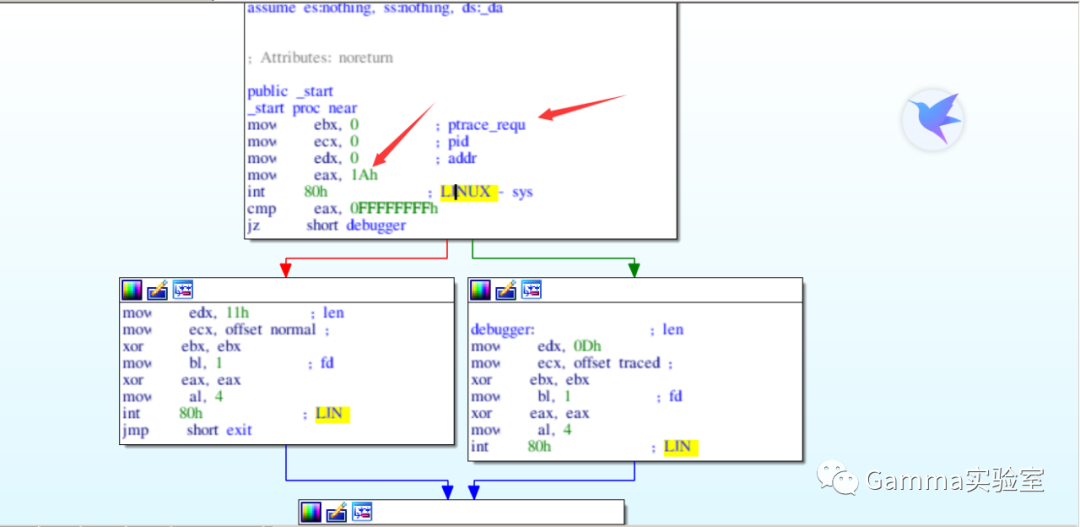 assume es:nothing, ss:nothing, ds:_da
; Attributes: noreturn
public _start
_start proc near
mov ebx, 0 ; ptrace_requ
mov ecx, 0 ; pid
mov edx, 0 ; addr
mov eax, 1Ah
int 80h ; LINUX - sys
cmp eax, 0FFFFFFFFh
jz short debugger
mov edx, 11h ; len
mov ecx, offset normal ;
xor ebx, ebx
mov bl, 1 ; fd
xor eax, eax
mov al, 4
int 80h ; LIN
jmp short exit
debugger: ; len
mov edx, 0Dh
mov ecx, offset traced ;
xor ebx, ebx
mov bl, 1 ; fd
xor eax, eax
mov al, 4
int 80h ; LIN
Gamma实验室